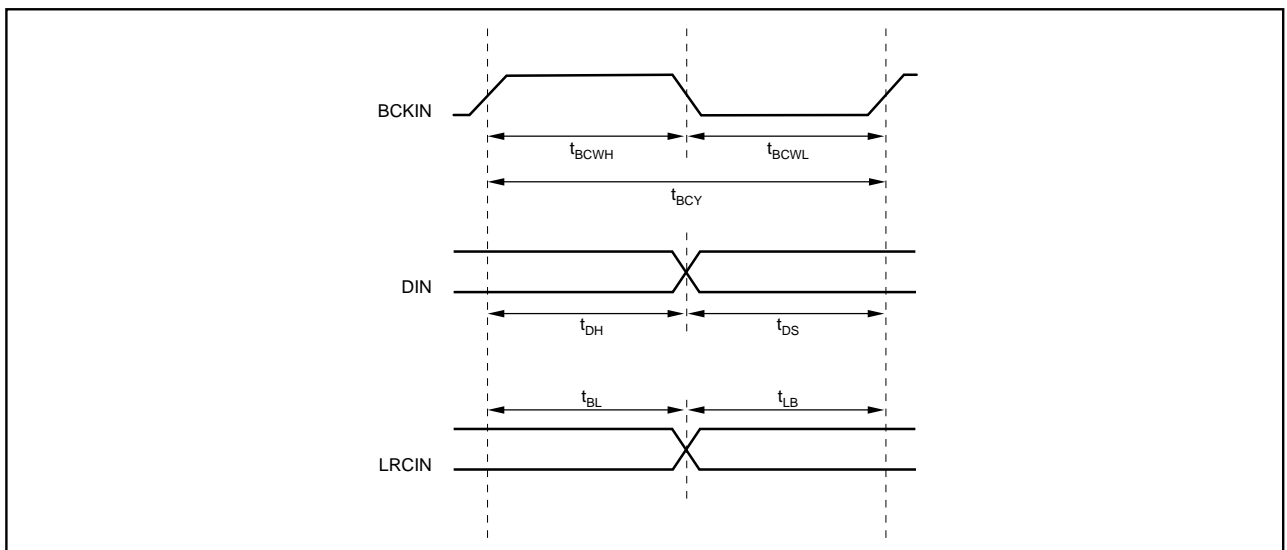 BCKIN
tBCWH
tBCWL
tBCY
DIN
tDH
tDS
tBL
tLB
LRCIN